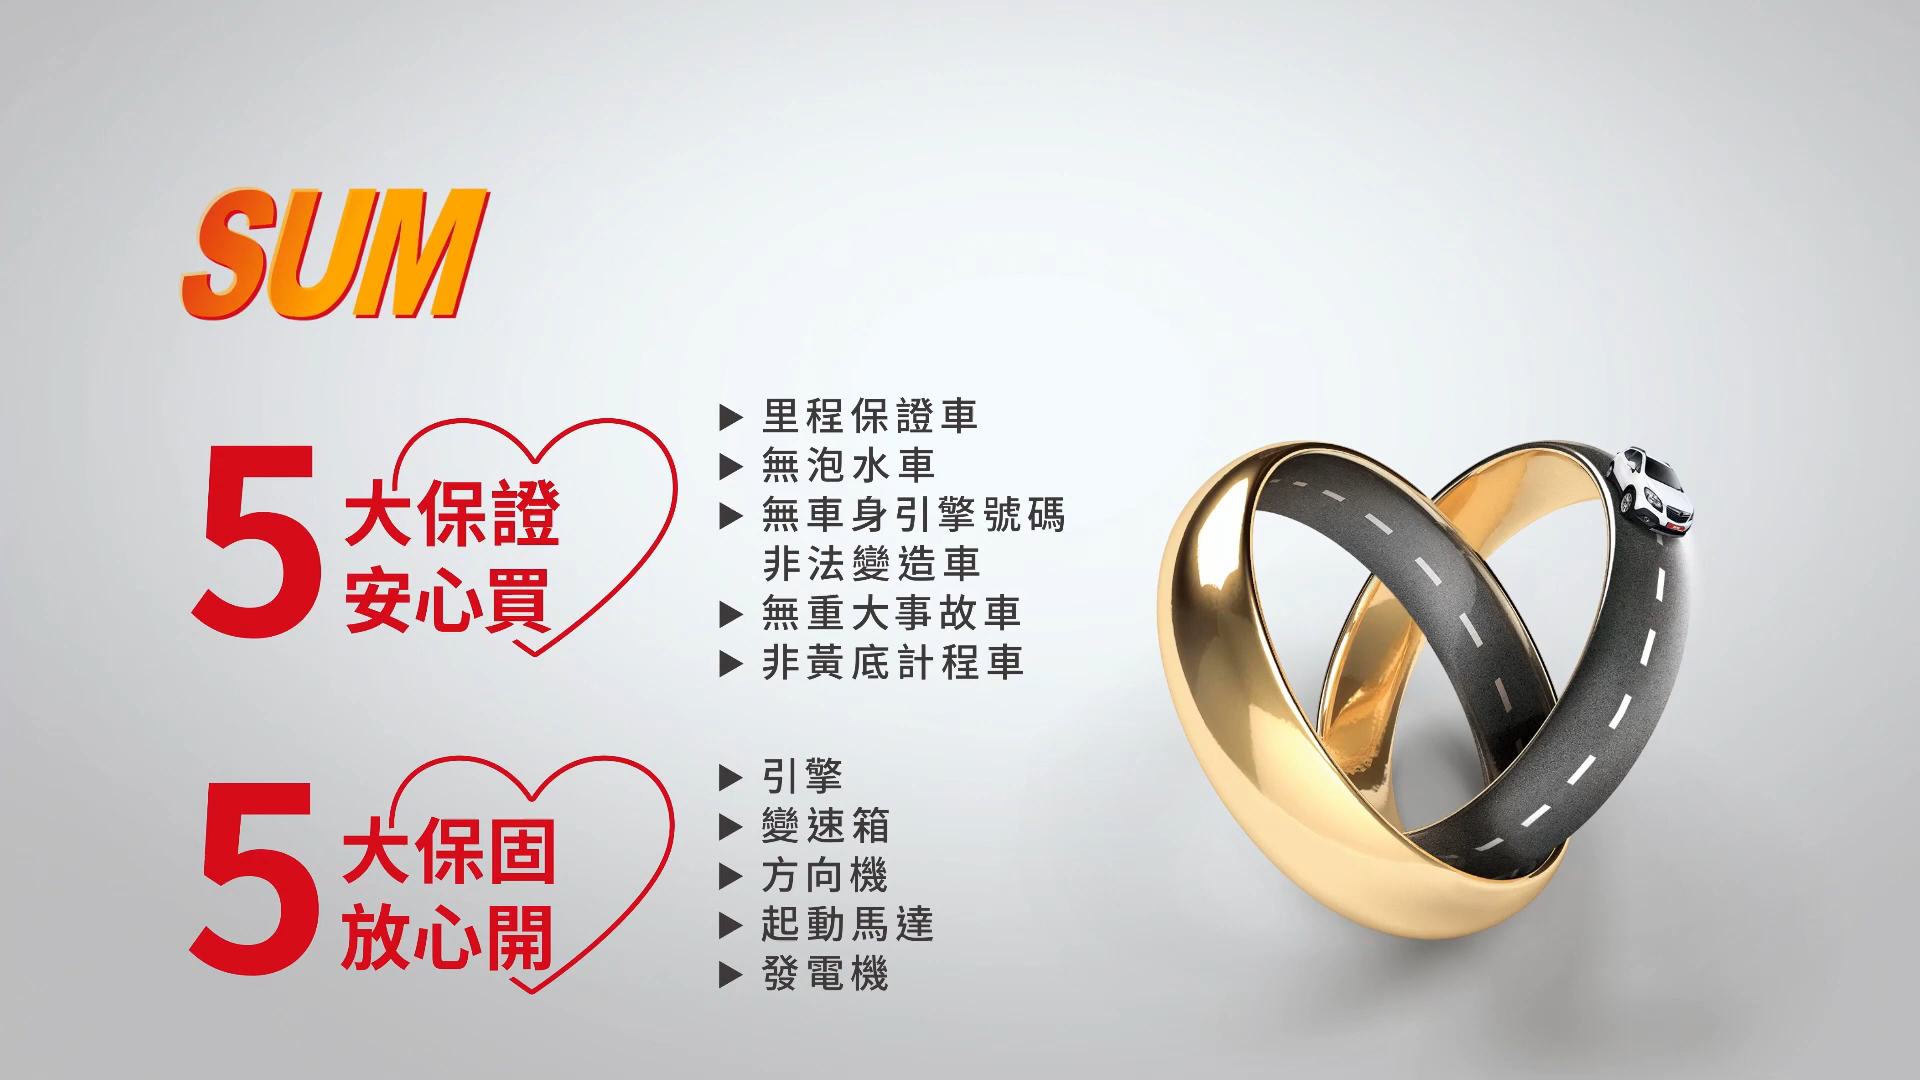 SUM
5大保證
安心買
▶ 里程保證車
▶ 無泡水車
▶ 無車身引擎號碼
非法變造車
▶ 無重大事故車
▶ 非黃底計程車
5大保固
放心開
▶ 引擎
▶ 變速箱
▶ 方向機
▶ 起動馬達
▶ 發電機